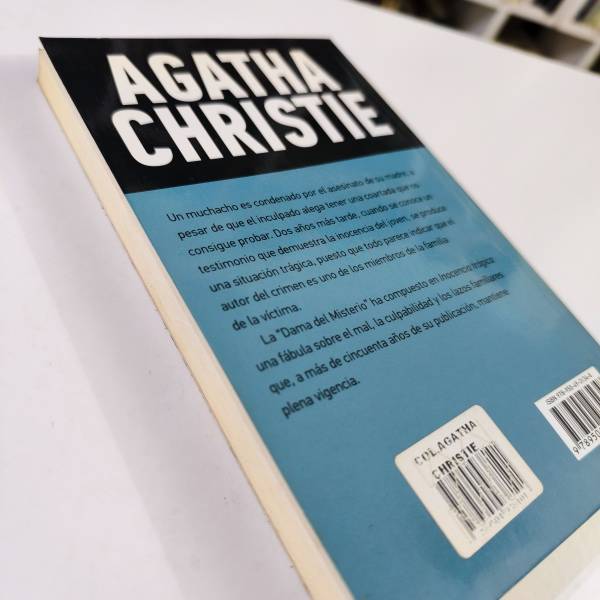 AGATHA
CHRISTIE
Un muchacho es condenado por el asesinato de su madre, a
pesar de que el inculpado alega tener una coartada que no
consigue probar. Dos años más tarde, cuando se conoce un
testimonio que demuestra la inocencia del joven, se produce
una situación trágica, puesto que todo parece indicar que el
autor del crimen es uno de los miembros de la familia
de la víctima.
La "Dama del Misterio" ha compuesto en Inocencia trágica
una fábula sobre el mal, la culpabilidad y los lazos familiares
que, a más de cincuenta años de su publicación, mantiene
plena vigencia.
COL.AGATHA
CHRISTIE
ISBN